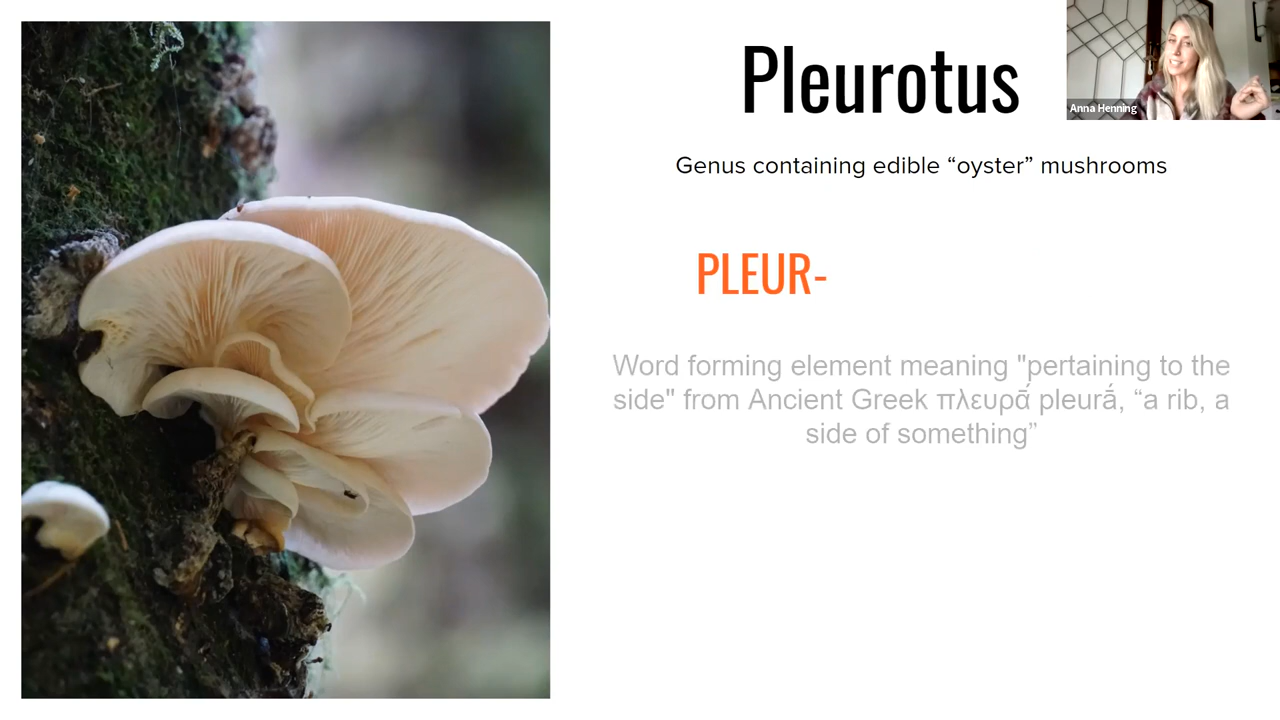 Pleurotus
Anna Henning
Genus containing edible “oyster” mushrooms
PLEUR-
Word forming element meaning "pertaining to the
side" from Ancient Greek πλευρᾱ́ pleurā́, “a rib, a
side of something”